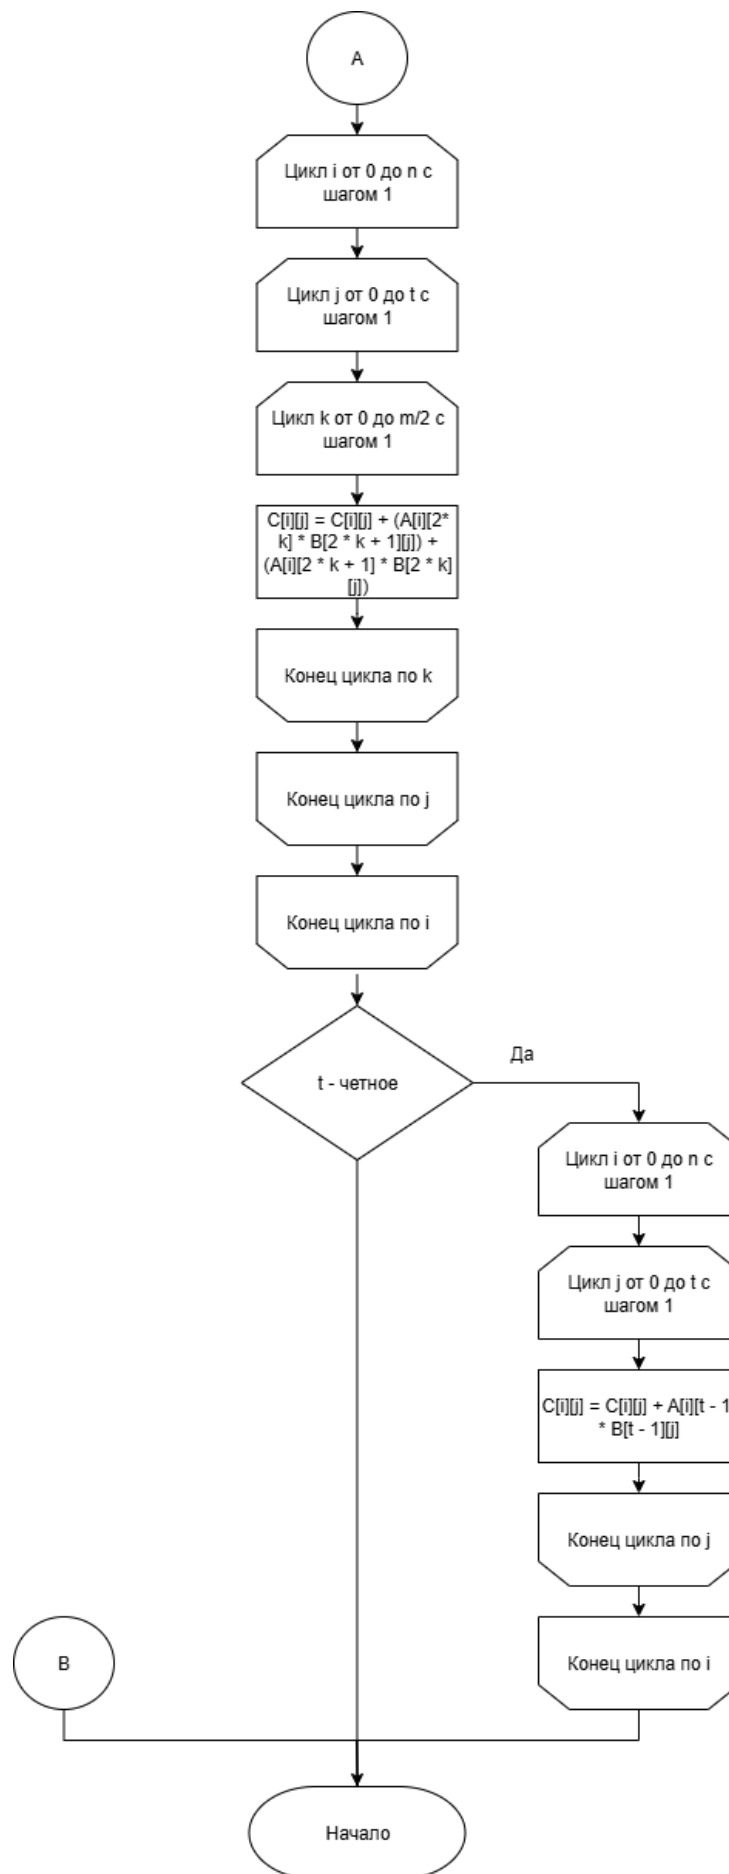 A
Цикл i от 0 до n с
шагом 1
Цикл j от 0 до t с
шагом 1
Цикл k от 0 до m/2 с
шагом 1
C[i][j] = C[i][j] + (A[i][2*
k] * B[2 * k + 1][j]) +
(A[i][2 * k + 1] * B[2 * k]
[j])
Конец цикла по k
Конец цикла по j
Конец цикла по i
t - четное
Да
Цикл i от 0 до n с
шагом 1
Цикл j от 0 до t с
шагом 1
C[i][j] = C[i][j] + A[i][t - 1
* B[t - 1][j]
Конец цикла по j
Конец цикла по i
B
Начало